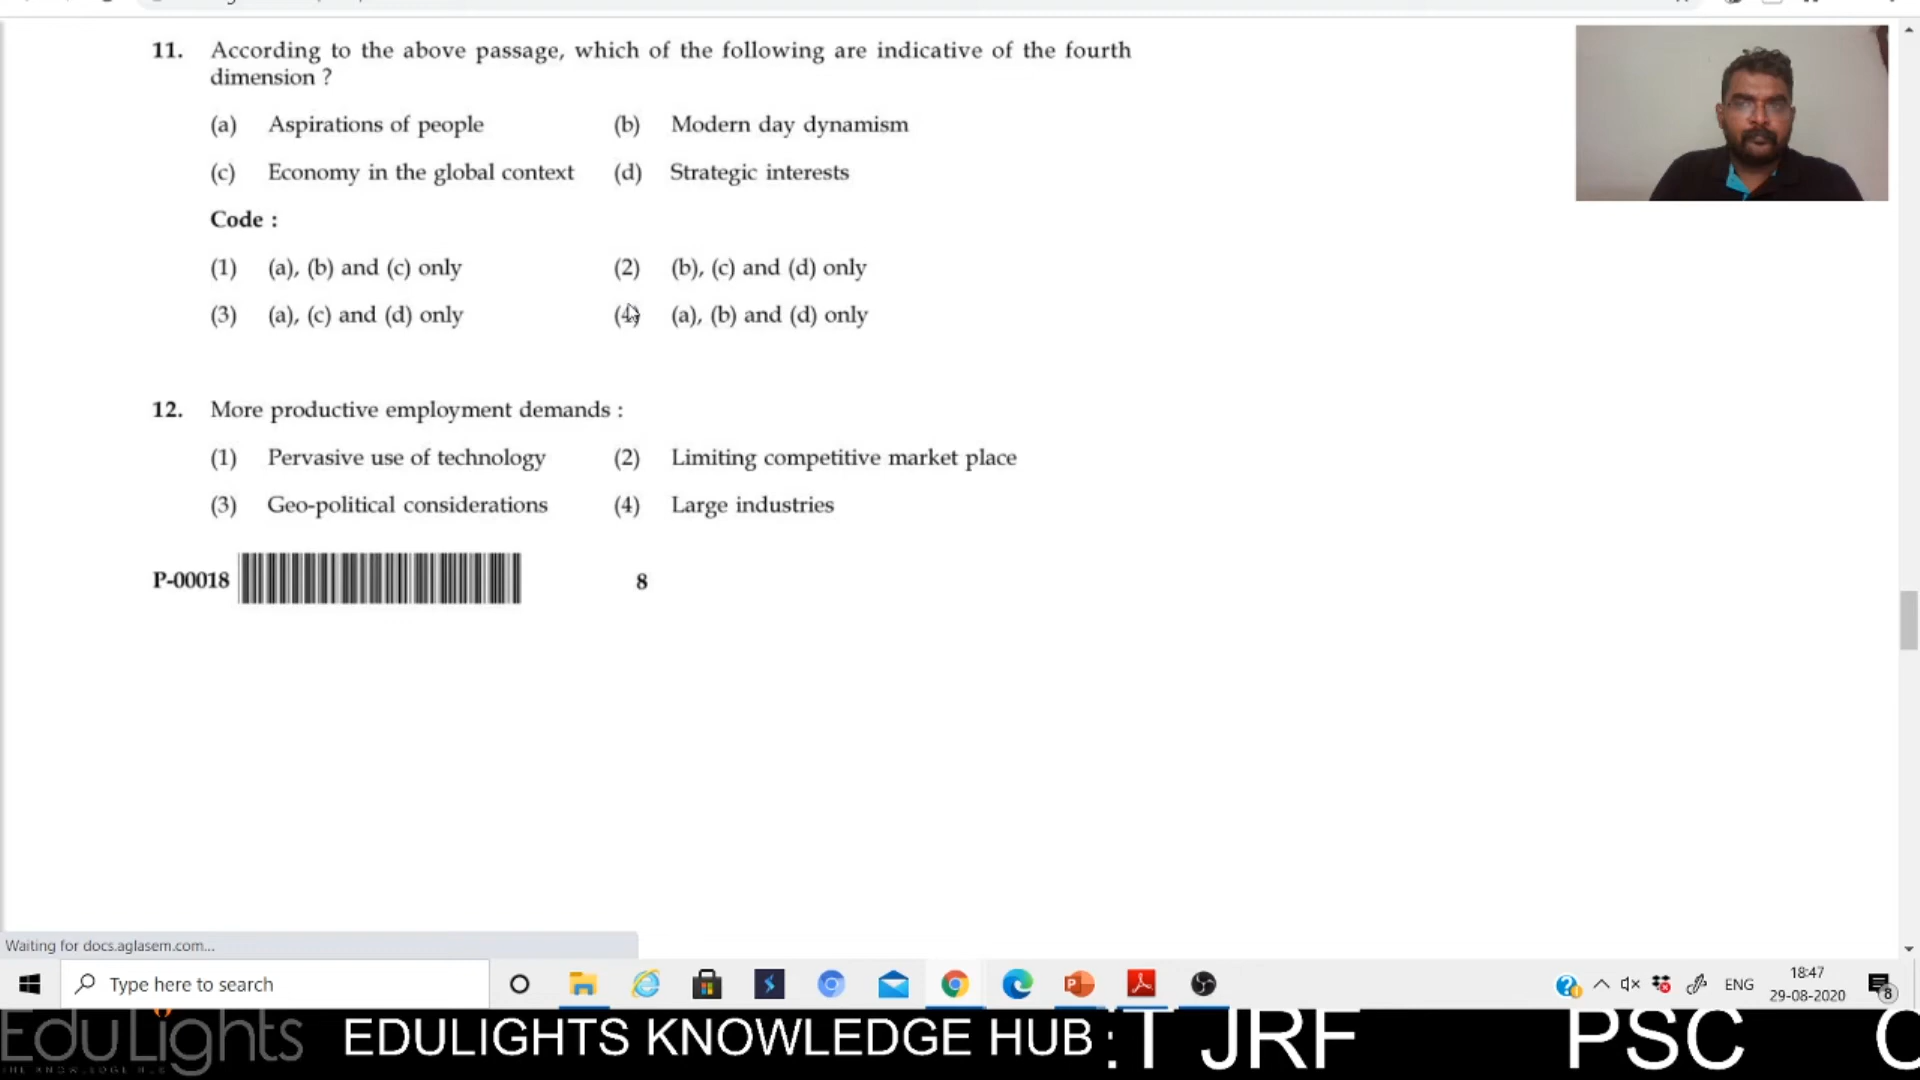 11. According to the above passage, which of the following are indicative of the fourth
dimension ?
(a) Aspirations of people (b) Modern day dynamism
(c) Economy in the global context (d) Strategic interests
Code :
(1) (a), (b) and (c) only (2) (b), (c) and (d) only
(3) (a), (c) and (d) only (4) (a), (b) and (d) only
12. More productive employment demands :
(1) Pervasive use of technology (2) Limiting competitive market place
(3) Geo-political considerations (4) Large industries
P-00018 8
Waiting for docs.aglasem.com...
Type here to search
ENG
18:47
29-08-2020
8
EduLights
EDULIGHTS KNOWLEDGE HUB :T JRF PSC